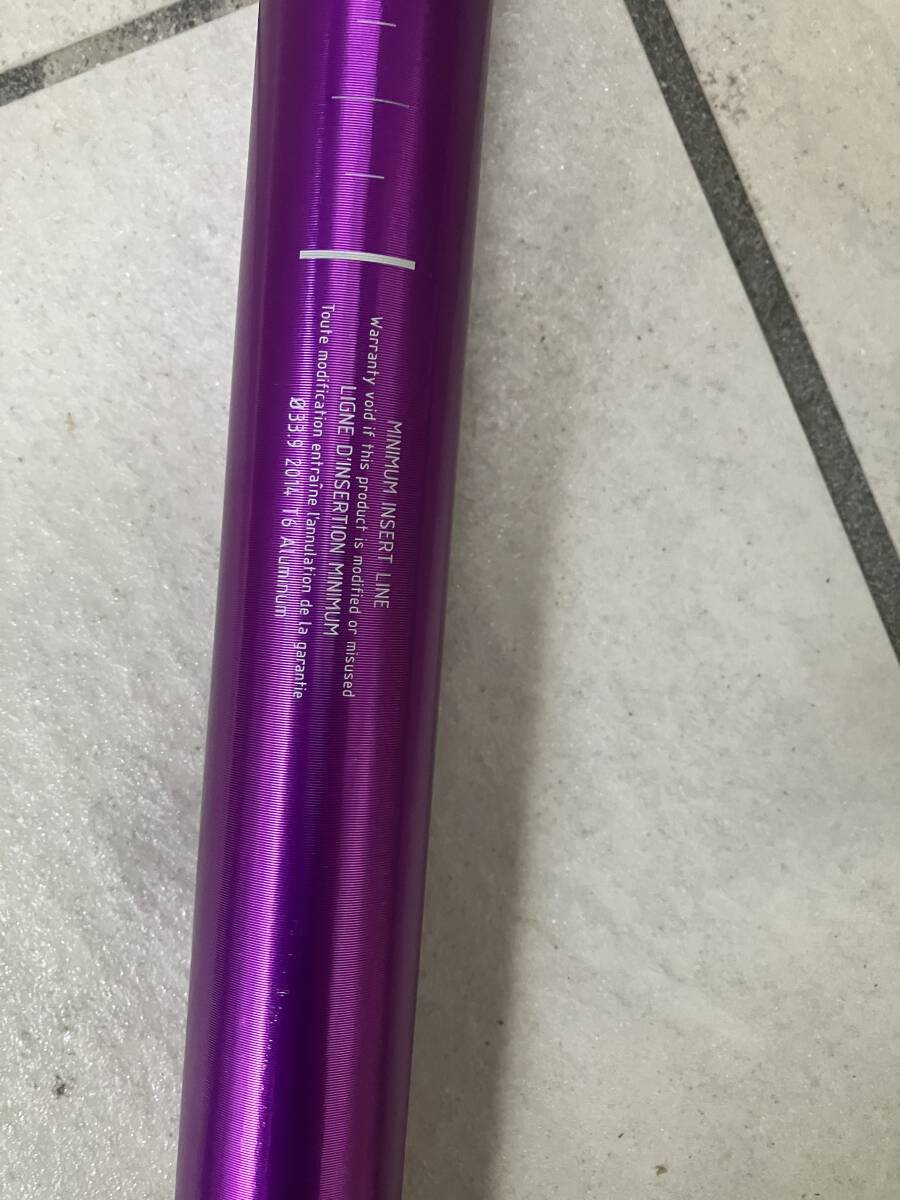 MINIMUM INSERT LINE
Warranty void if this product is modified or misused
LIGNE D'INSERTION MINIMUM
Toute modification entraîne l'annulation de la garantie
Ø33.9 2014 T6 Aluminum